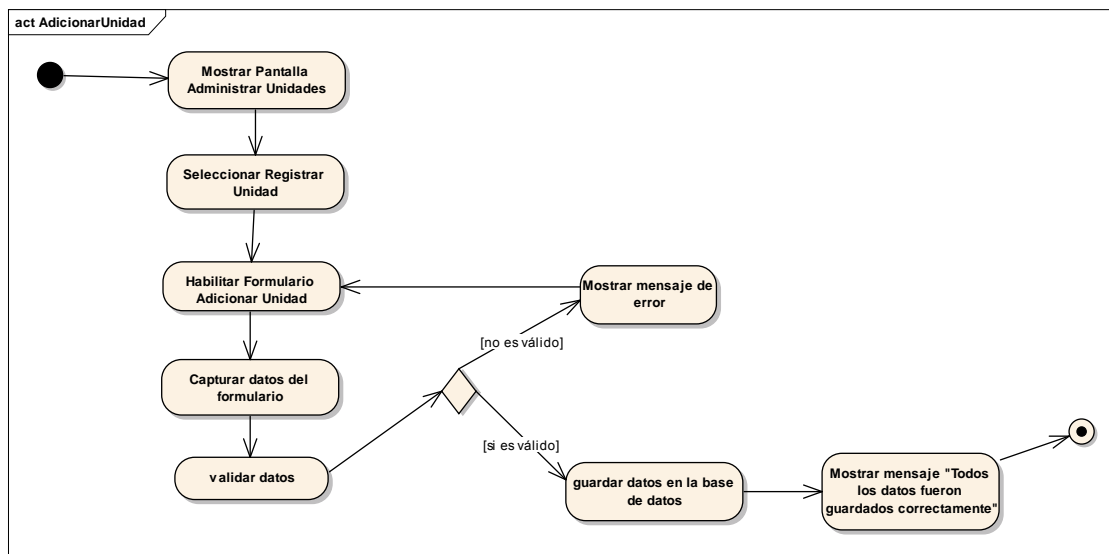 act AdicionarUnidad
Mostrar Pantalla
Administrar Unidades
Seleccionar Registrar
Unidad
Habilitar Formulario
Adicionar Unidad
Mostrar mensaje de
error
[no es válido]
Capturar datos del
formulario
[si es válido]
validar datos
guardar datos en la base
de datos
Mostrar mensaje "Todos
los datos fueron
guardados correctamente"